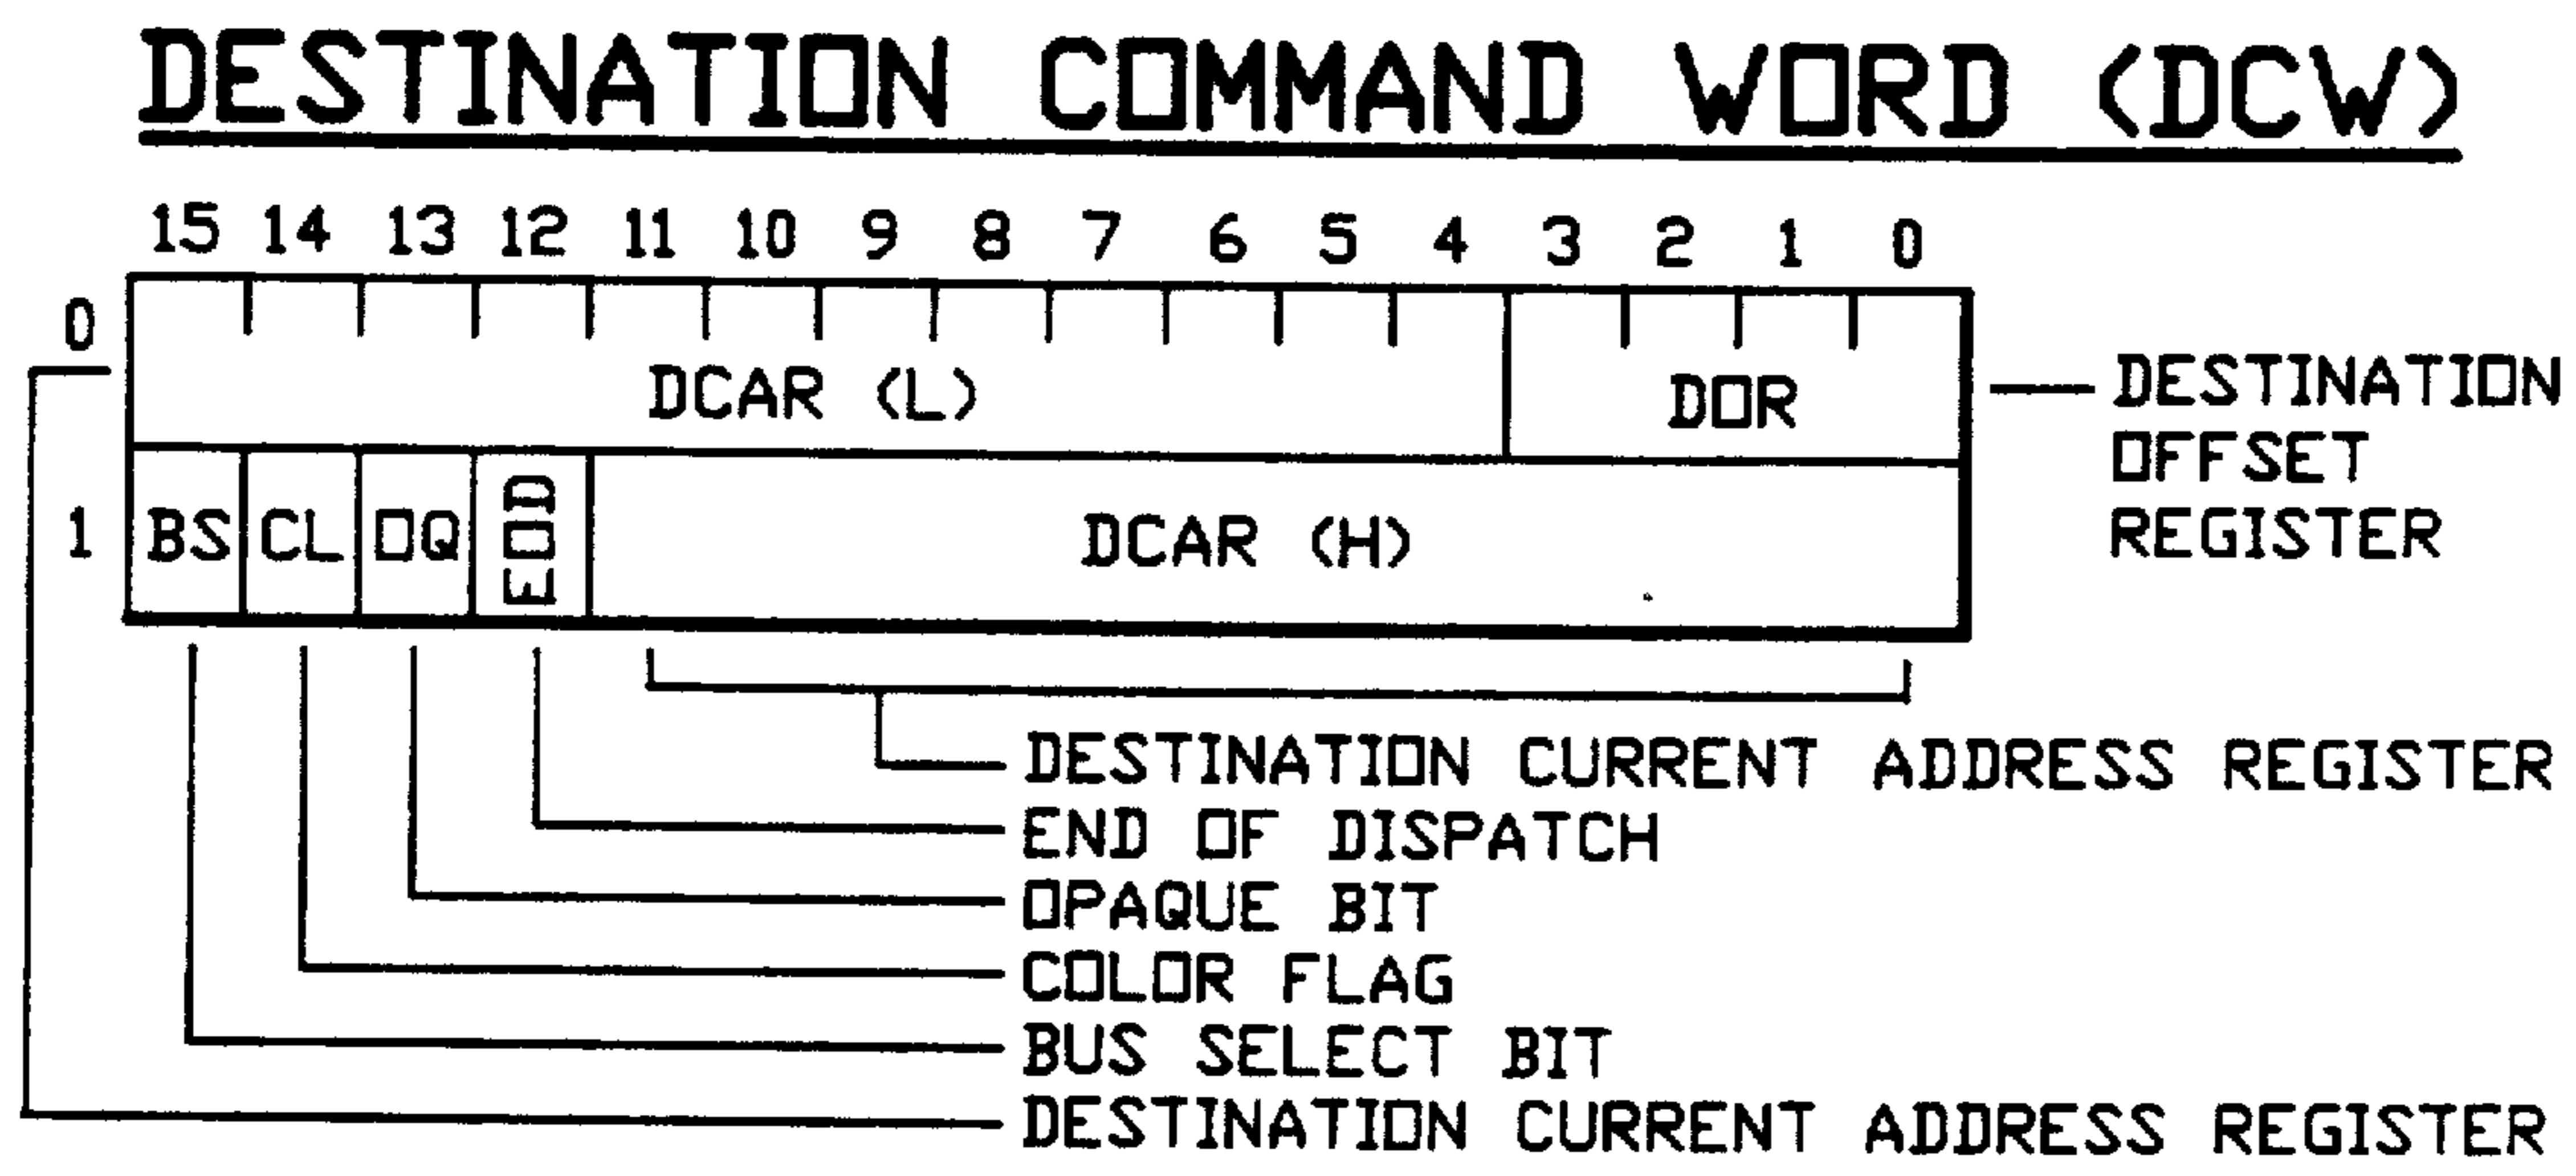 DESTINATION COMMAND WORD (DCW)
15 14 13 12 11 10 9 8 7 6 5 4 3 2 1 0
0 DCAR (L) DOR
DESTINATION
OFFSET
REGISTER
1 BS CL OQ EOD DCAR (H)
DESTINATION CURRENT ADDRESS REGISTER
END OF DISPATCH
OPAQUE BIT
COLOR FLAG
BUS SELECT BIT
DESTINATION CURRENT ADDRESS REGISTER